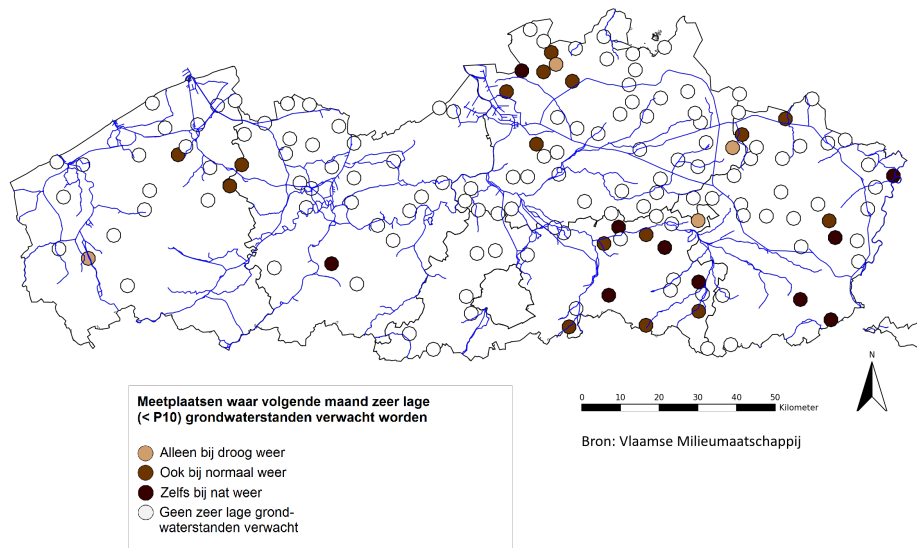 N
0 10 20 30 40 50 Kilometer
Bron: Vlaamse Milieumaatschappij
Meetplaatsen waar volgende maand zeer lage
(< P10) grondwaterstanden verwacht worden
Alleen bij droog weer
Ook bij normaal weer
Zelfs bij nat weer
Geen zeer lage grond-
waterstanden verwacht